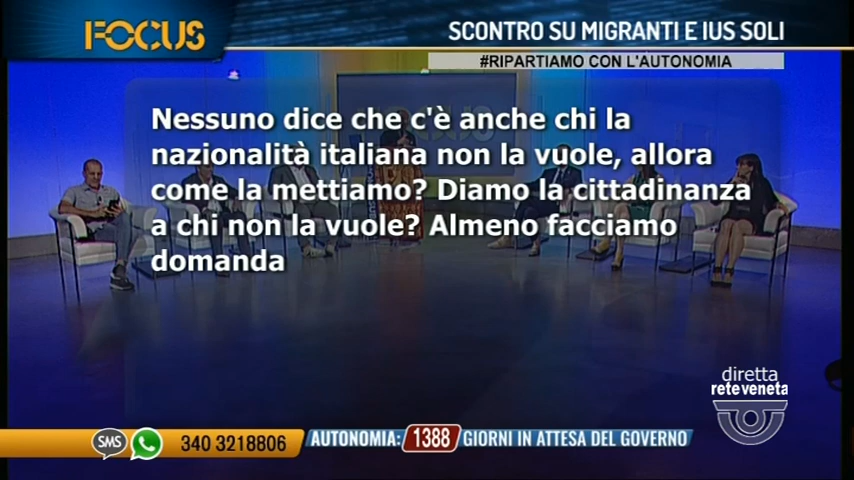 FOCUS
SCONTRO SU MIGRANTI E IUS SOLI
#RIPARTIAMO CON L'AUTONOMIA
Nessuno dice che c'è anche chi la
nazionalità italiana non la vuole, allora
come la mettiamo? Diamo la cittadinanza
a chi non la vuole? Almeno facciamo
domanda
diretta
reteveneta
SMS 340 3218806 AUTONOMIA: 1388 GIORNI IN ATTESA DEL GOVERNO